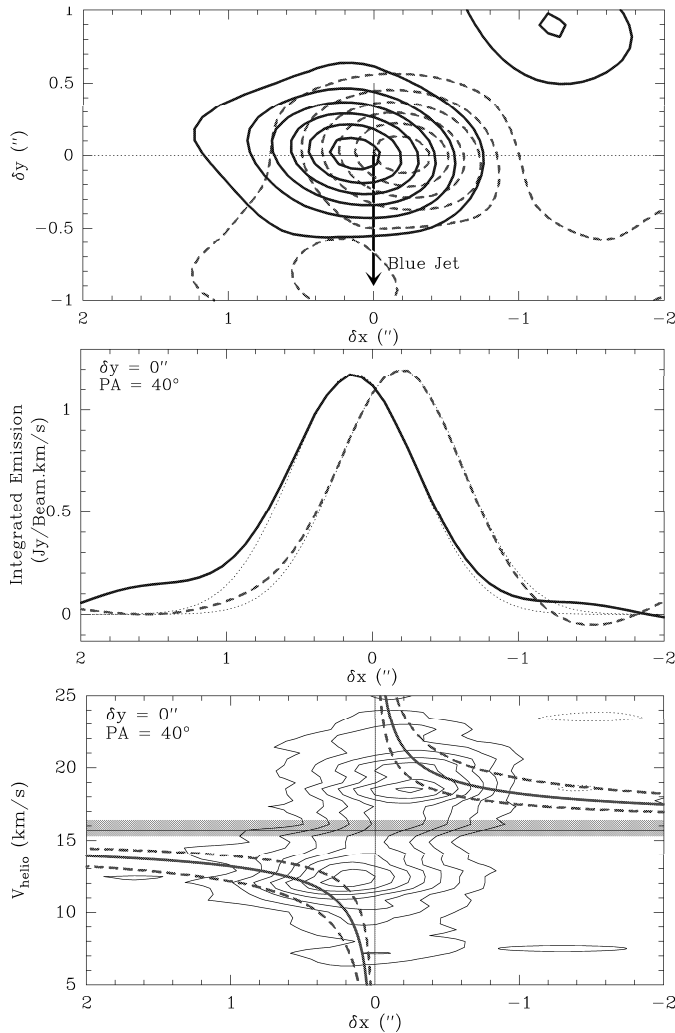 1
0.5
0
−0.5
−1
δy (")
Blue Jet
2 1 0 −1 −2
δx (")
δy = 0"
PA = 40°
1
0.5
0
Integrated Emission
(Jy/Beam.km/s)
2 1 0 −1 −2
δx (")
δy = 0"
PA = 40°
25
20
15
10
5
Vhelio (km/s)
2 1 0 −1 −2
δx (")